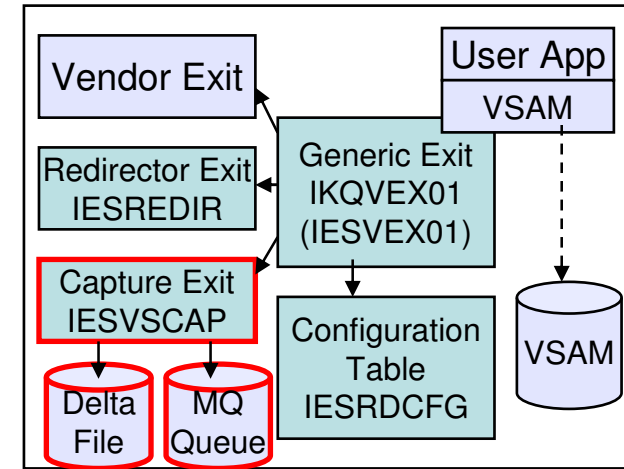 Vendor Exit
User App
VSAM
Generic Exit
IKQVEX01
(IESVEX01)
Redirector Exit
IESREDIR
Capture Exit
IESVSCAP
Configuration
Table
IESRDCFG
VSAM
Delta
File
MQ
Queue